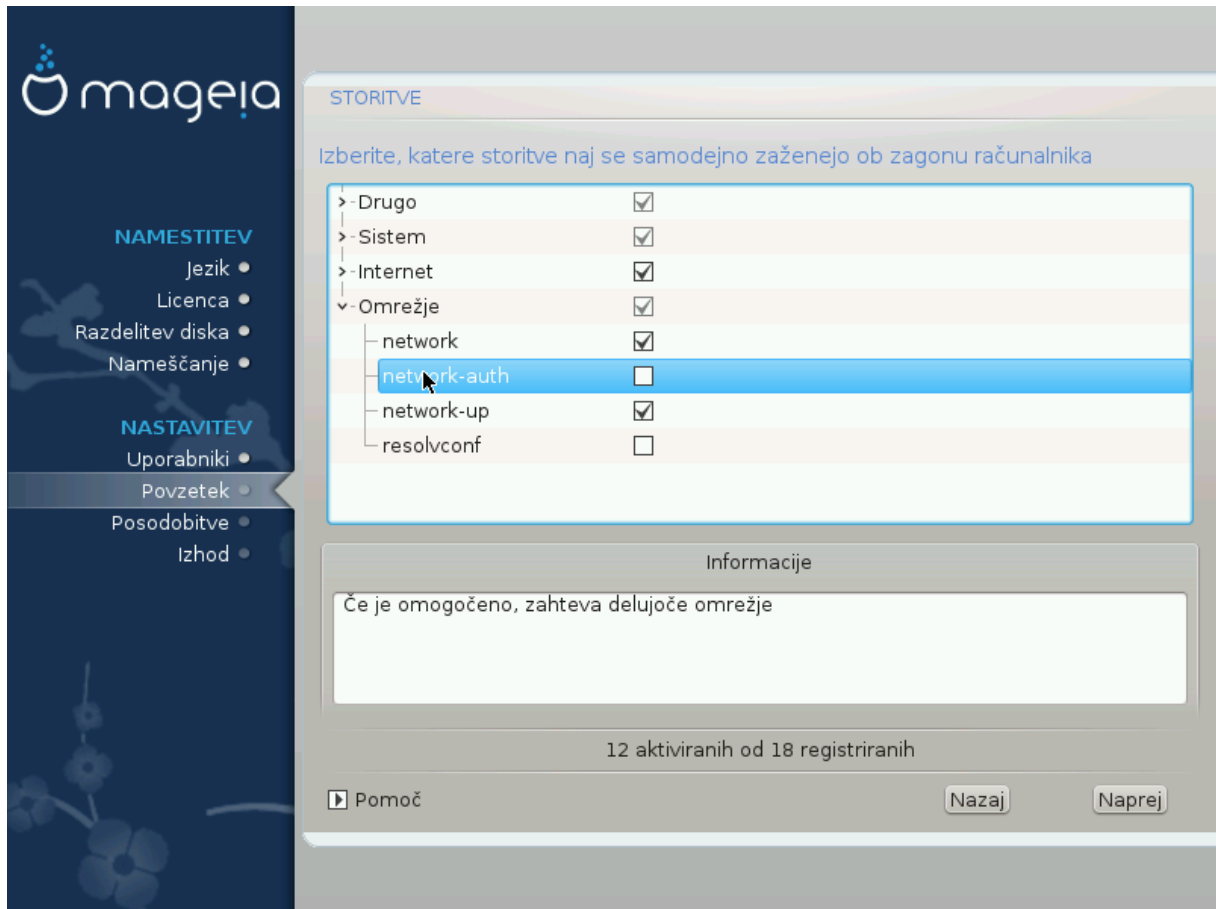 mageia
NAMESTITEV
Jezik
Licenca
Razdelitev diska
Nameščanje
NASTAVITEV
Uporabniki
Povzetek
Posodobitve
Izhod
STORITVE
Izberite, katere storitve naj se samodejno zaženejo ob zagonu računalnika
Drugo
Sistem
Internet
Omrežje
network
network-auth
network-up
resolvconf
Informacije
Če je omogočeno, zahteva delujoče omrežje
12 aktiviranih od 18 registriranih
Pomoč
Nazaj
Naprej